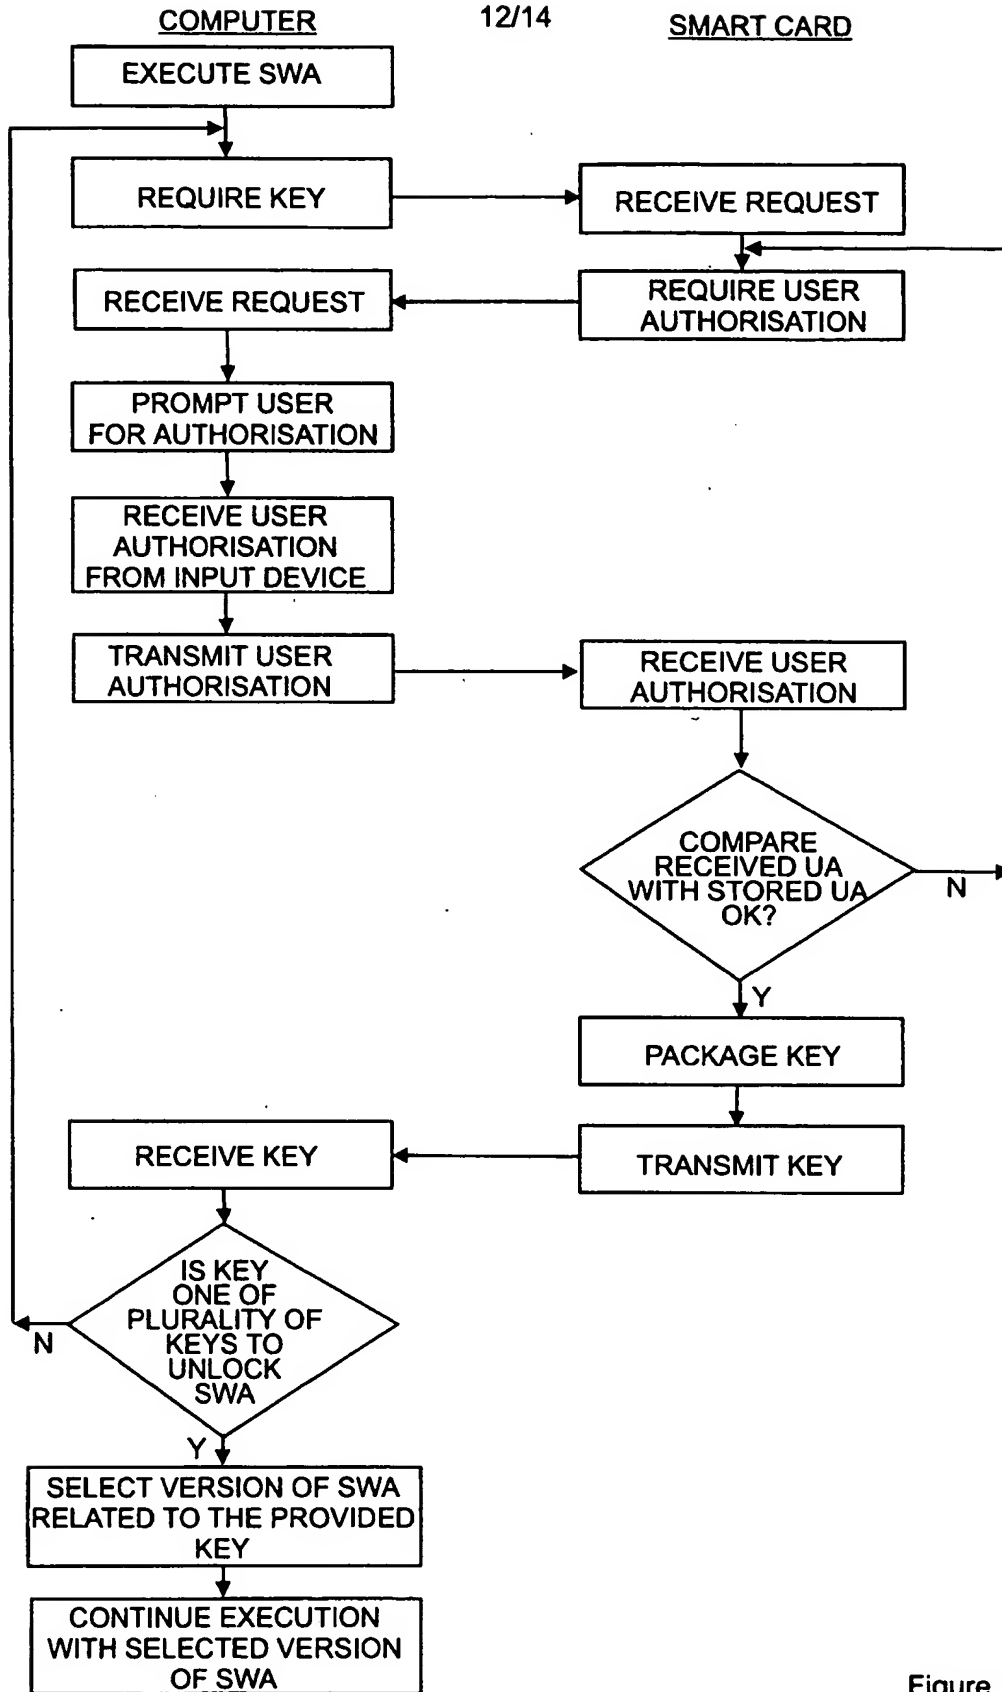 12/14
COMPUTER
SMART CARD
EXECUTE SWA
REQUIRE KEY
RECEIVE REQUEST
RECEIVE REQUEST
REQUIRE USER
AUTHORISATION
PROMPT USER
FOR AUTHORISATION
RECEIVE USER
AUTHORISATION
FROM INPUT DEVICE
TRANSMIT USER
AUTHORISATION
RECEIVE USER
AUTHORISATION
COMPARE
RECEIVED UA
WITH STORED UA
OK?
N
Y
PACKAGE KEY
TRANSMIT KEY
RECEIVE KEY
IS KEY
ONE OF
PLURALITY OF
KEYS TO
UNLOCK
SWA
N
Y
SELECT VERSION OF SWA
RELATED TO THE PROVIDED
KEY
CONTINUE EXECUTION
WITH SELECTED VERSION
OF SWA
Figure